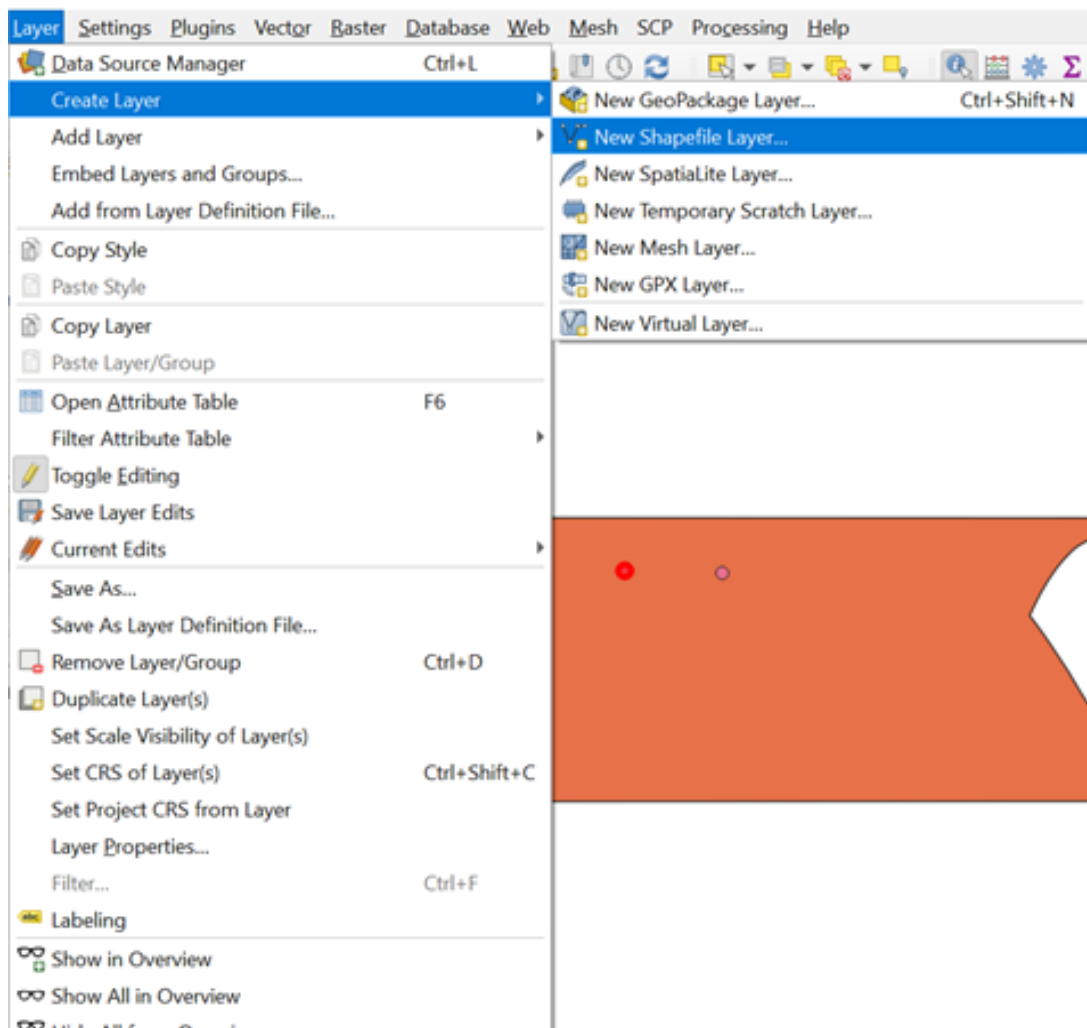 Layer Settings Plugins Vector Raster Database Web Mesh SCP Processing Help
Data Source Manager Ctrl+L
Create Layer
Add Layer
Embed Layers and Groups...
Add from Layer Definition File...
Copy Style
Paste Style
Copy Layer
Paste Layer/Group
Open Attribute Table F6
Filter Attribute Table
Toggle Editing
Save Layer Edits
Current Edits
Save As...
Save As Layer Definition File...
Remove Layer/Group Ctrl+D
Duplicate Layer(s)
Set Scale Visibility of Layer(s)
Set CRS of Layer(s) Ctrl+Shift+C
Set Project CRS from Layer
Layer Properties...
Filter... Ctrl+F
abc Labeling
Show in Overview
Show All in Overview
New GeoPackage Layer... Ctrl+Shift+N
New Shapefile Layer...
New SpatiaLite Layer...
New Temporary Scratch Layer...
New Mesh Layer...
New GPX Layer...
New Virtual Layer...